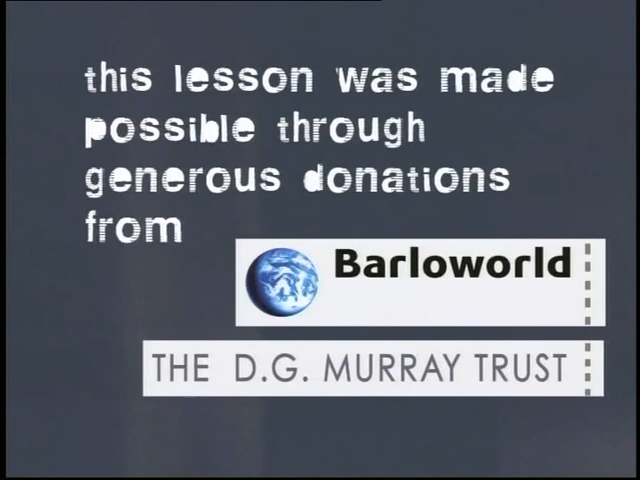 this lesson was made
possible through
generous donations
from
Barloworld
THE D.G. MURRAY TRUST